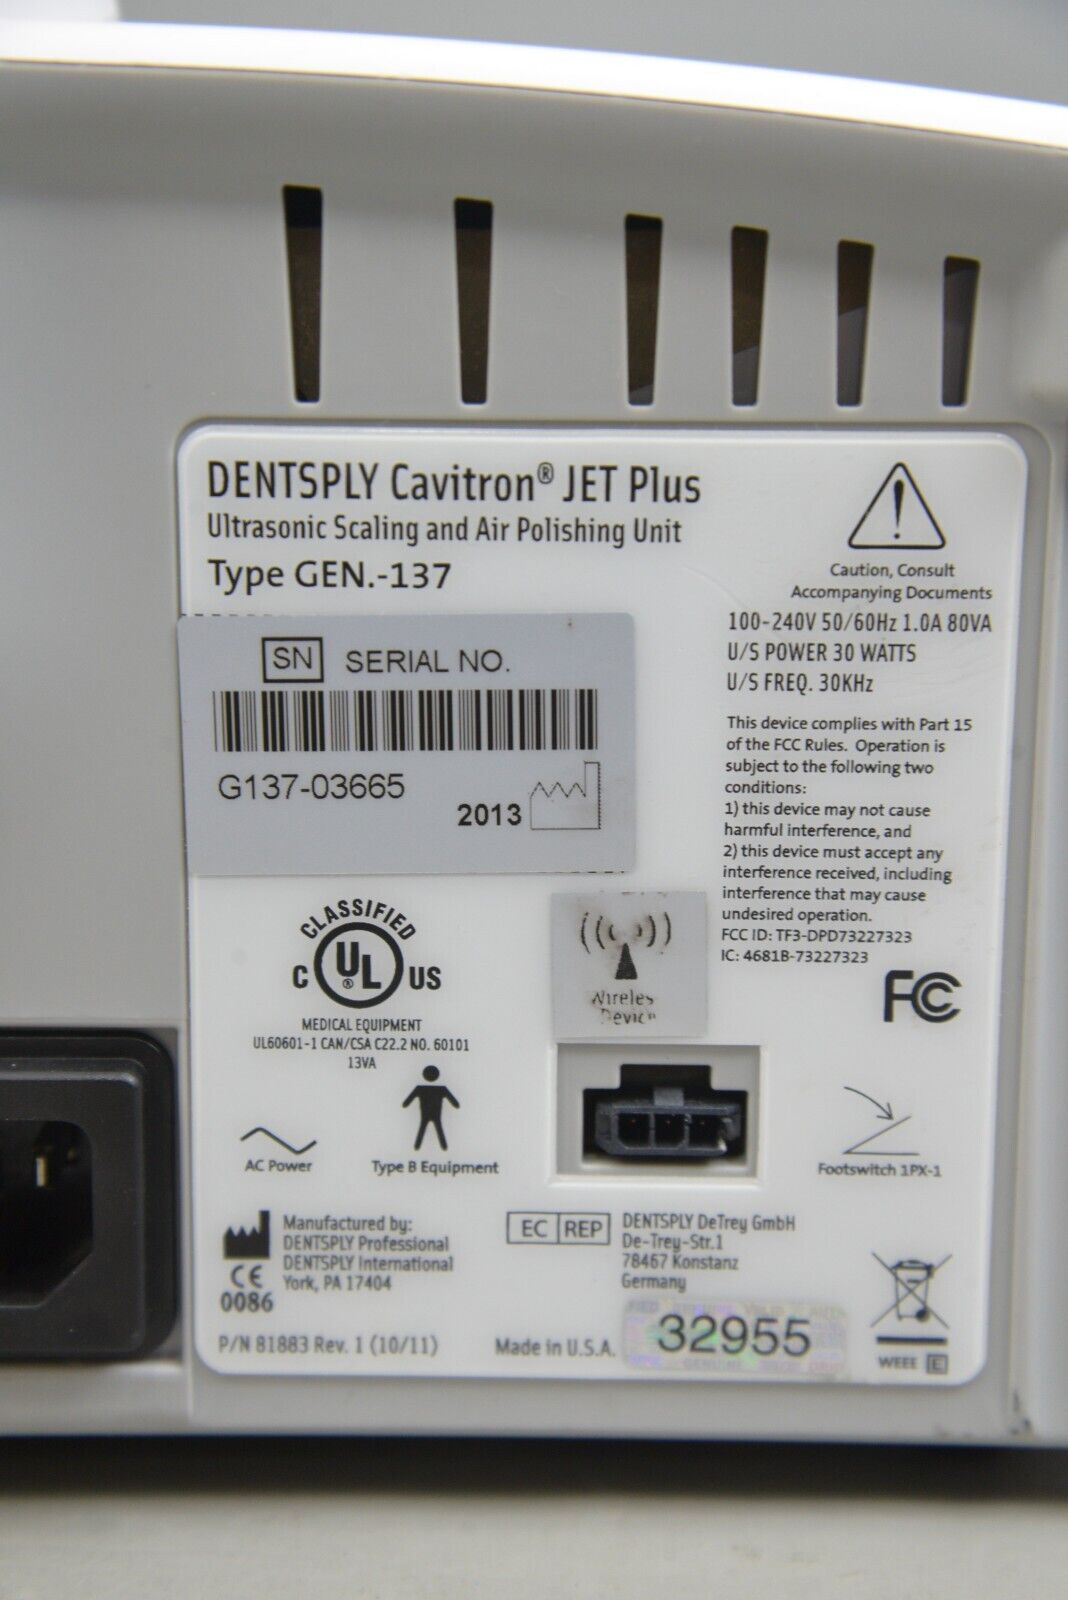 DENTSPLY Cavitron® JET Plus
Ultrasonic Scaling and Air Polishing Unit
Type GEN.-137
Caution, Consult
Accompanying Documents
SN SERIAL NO.
G137-03665
2013
100-240V 50/60Hz 1.0A 80VA
U/S POWER 30 WATTS
U/S FREQ. 30KHz
This device complies with Part 15
of the FCC Rules. Operation is
subject to the following two
conditions:
1) this device may not cause
harmful interference, and
2) this device must accept any
interference received, including
interference that may cause
undesired operation.
FCC ID: TF3-DPD73227323
IC: 4681B-73227323
FC
CLASSIFIED
C UL® US
MEDICAL EQUIPMENT
UL60601-1 CAN/CSA C22.2 NO. 60101
13VA
Wireles
Device
AC Power
Type B Equipment
Footswitch 1PX-1
Manufactured by:
DENTSPLY Professional
DENTSPLY International
York, PA 17404
CE
0086
EC REP
DENTSPLY DeTrey GmbH
De-Trey-Str.1
78467 Konstanz
Germany
P/N 81883 Rev. 1 (10/11)
Made in U.S.A.
32955
WEEE E